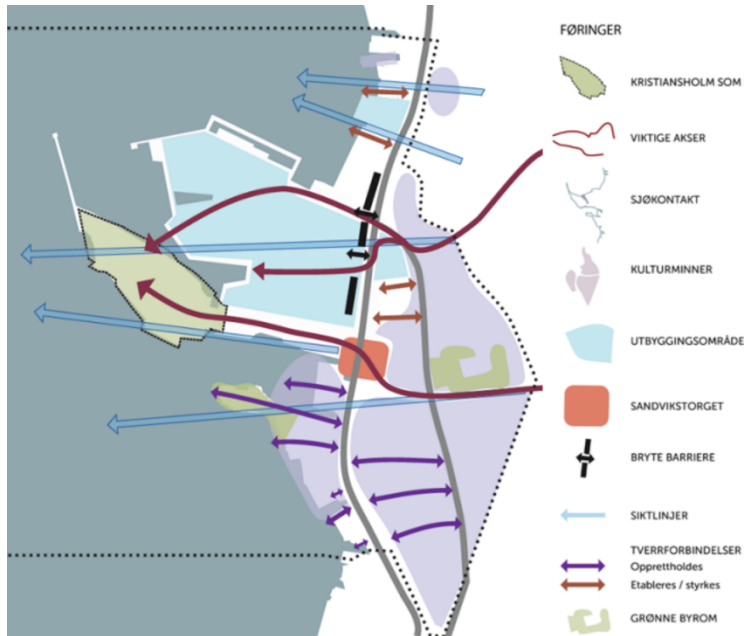 FØRINGER
KRISTIANSHOLM SOM
VIKTIGE AKSER
SJØKONTAKT
KULTURMINNER
UTBYGGINGSOMRÅDE
SANDVIKSTORGET
BRYTE BARRIERE
SIKTLINJER
TVERRFORBINDELSER
Opprettholdes
Etableres / styrkes
GRØNNE BYROM